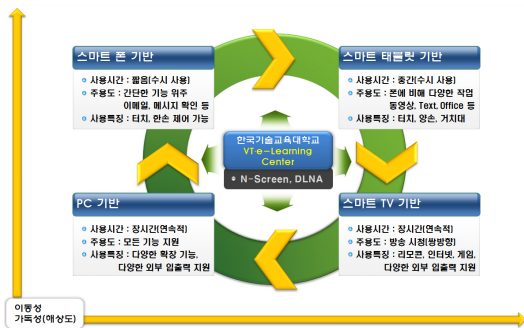 스마트 폰 기반
사용시간 : 짧음(수시 사용)
주용도 : 간단한 기능 위주
이메일, 메시지 확인 등
사용특징 : 터치, 한손 제어 가능
스마트 태블릿 기반
사용시간 : 중간(수시 사용)
주용도 : 폰에 비해 다양한 작업
동영상, Text, Office 등
사용특징 : 터치, 양손, 거치대
한국기술교육대학교
VT e-Learning
Center
N-Screen, DLNA
PC 기반
사용시간 : 장시간(연속적)
주용도 : 모든 기능 지원
사용특징 : 다양한 확장 기능,
다양한 외부 입출력 지원
스마트 TV 기반
사용시간 : 장시간(연속적)
주용도 : 방송 시청(쌍방향)
사용특징 : 리모콘, 인터넷, 게임,
다양한 외부 입출력 지원
이동성
가독성(해상도)